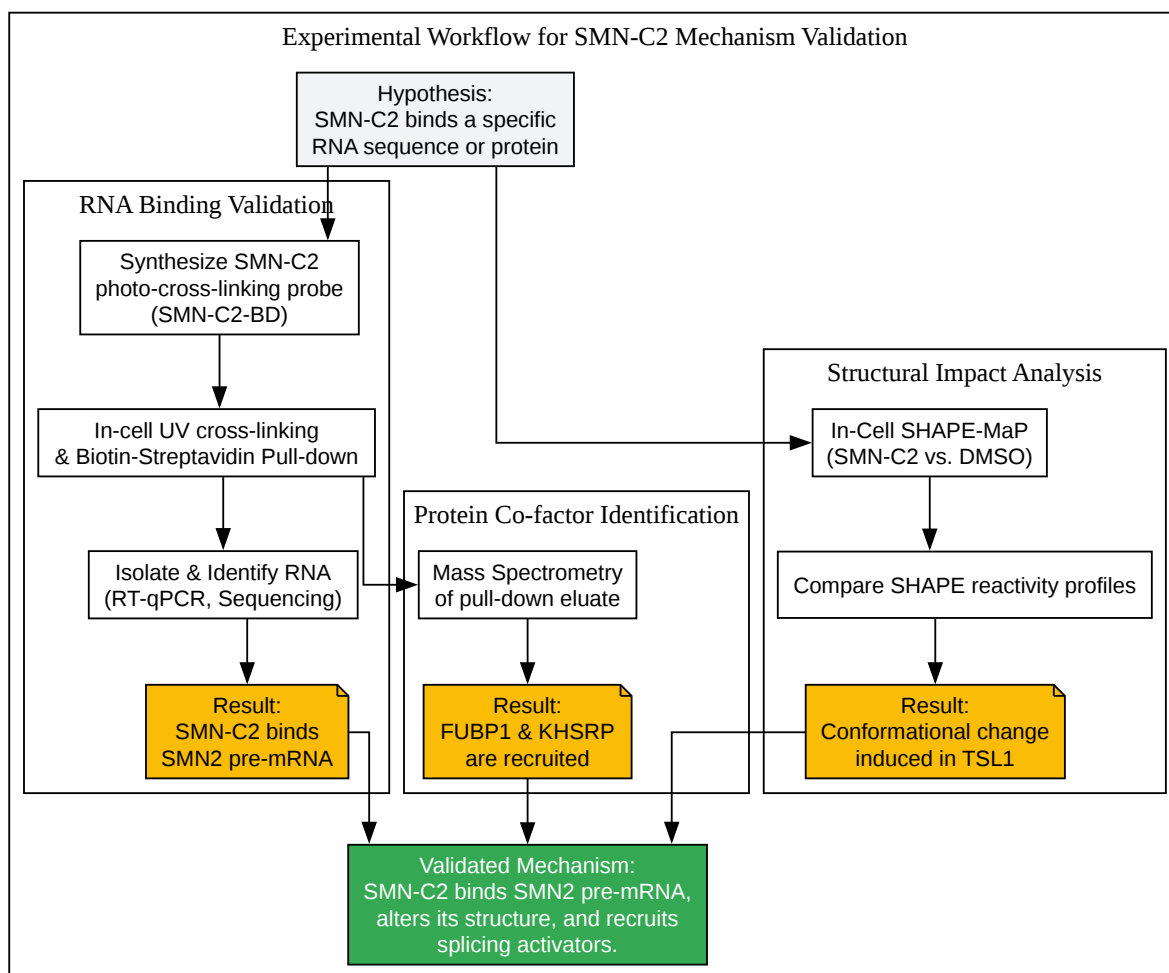 Experimental Workflow for SMN-C2 Mechanism Validation
Hypothesis:
SMN-C2 binds a specific
RNA sequence or protein
RNA Binding Validation
Synthesize SMN-C2
photo-cross-linking probe
(SMN-C2-BD)
In-cell UV cross-linking
& Biotin-Streptavidin Pull-down
Isolate & Identify RNA
(RT-qPCR, Sequencing)
Result:
SMN-C2 binds
SMN2 pre-mRNA
Protein Co-factor Identification
Mass Spectrometry
of pull-down eluate
Result:
FUBP1 & KHSRP
are recruited
Structural Impact Analysis
In-Cell SHAPE-MaP
(SMN-C2 vs. DMSO)
Compare SHAPE reactivity profiles
Result:
Conformational change
induced in TSL1
Validated Mechanism:
SMN-C2 binds SMN2 pre-mRNA,
alters its structure, and recruits
splicing activators.